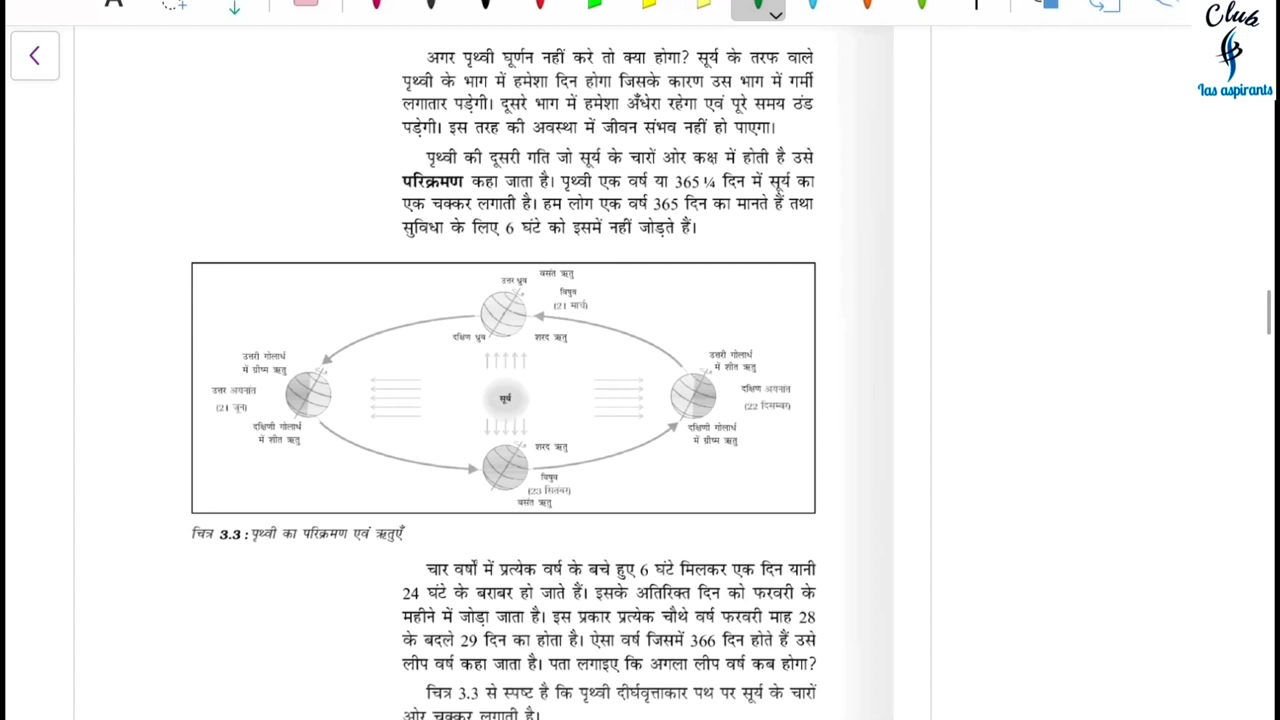 A
Club
Ias aspirants
अगर पृथ्वी घूर्णन नहीं करे तो क्या होगा? सूर्य के तरफ वाले
पृथ्वी के भाग में हमेशा दिन होगा जिसके कारण उस भाग में गर्मी
लगातार पड़ेगी। दूसरे भाग में हमेशा अँधेरा रहेगा एवं पूरे समय ठंड
पड़ेगी। इस तरह की अवस्था में जीवन संभव नहीं हो पाएगा।
पृथ्वी की दूसरी गति जो सूर्य के चारों ओर कक्ष में होती है उसे
परिक्रमण कहा जाता है। पृथ्वी एक वर्ष या 365 ¼ दिन में सूर्य का
एक चक्कर लगाती है। हम लोग एक वर्ष 365 दिन का मानते हैं तथा
सुविधा के लिए 6 घंटे को इसमें नहीं जोड़ते हैं।
वसंत ऋतु
उत्तर ध्रुव
विषुव
(21 मार्च)
दक्षिण ध्रुव
शरद ऋतु
उत्तरी गोलार्ध
में ग्रीष्म ऋतु
उत्तर अयनांत
(21 जून)
दक्षिणी गोलार्ध
में शीत ऋतु
सूर्य
उत्तरी गोलार्ध
में शीत ऋतु
दक्षिण अयनांत
(22 दिसम्बर)
दक्षिणी गोलार्ध
में ग्रीष्म ऋतु
शरद ऋतु
विषुव
(23 सितंबर)
वसंत ऋतु
चित्र 3.3 : पृथ्वी का परिक्रमण एवं ऋतुएँ
चार वर्षों में प्रत्येक वर्ष के बचे हुए 6 घंटे मिलकर एक दिन यानी
24 घंटे के बराबर हो जाते हैं। इसके अतिरिक्त दिन को फरवरी के
महीने में जोड़ा जाता है। इस प्रकार प्रत्येक चौथे वर्ष फरवरी माह 28
के बदले 29 दिन का होता है। ऐसा वर्ष जिसमें 366 दिन होते हैं उसे
लीप वर्ष कहा जाता है। पता लगाइए कि अगला लीप वर्ष कब होगा?
चित्र 3.3 से स्पष्ट है कि पृथ्वी दीर्घवृत्ताकार पथ पर सूर्य के चारों
ओर चक्कर लगाती है।